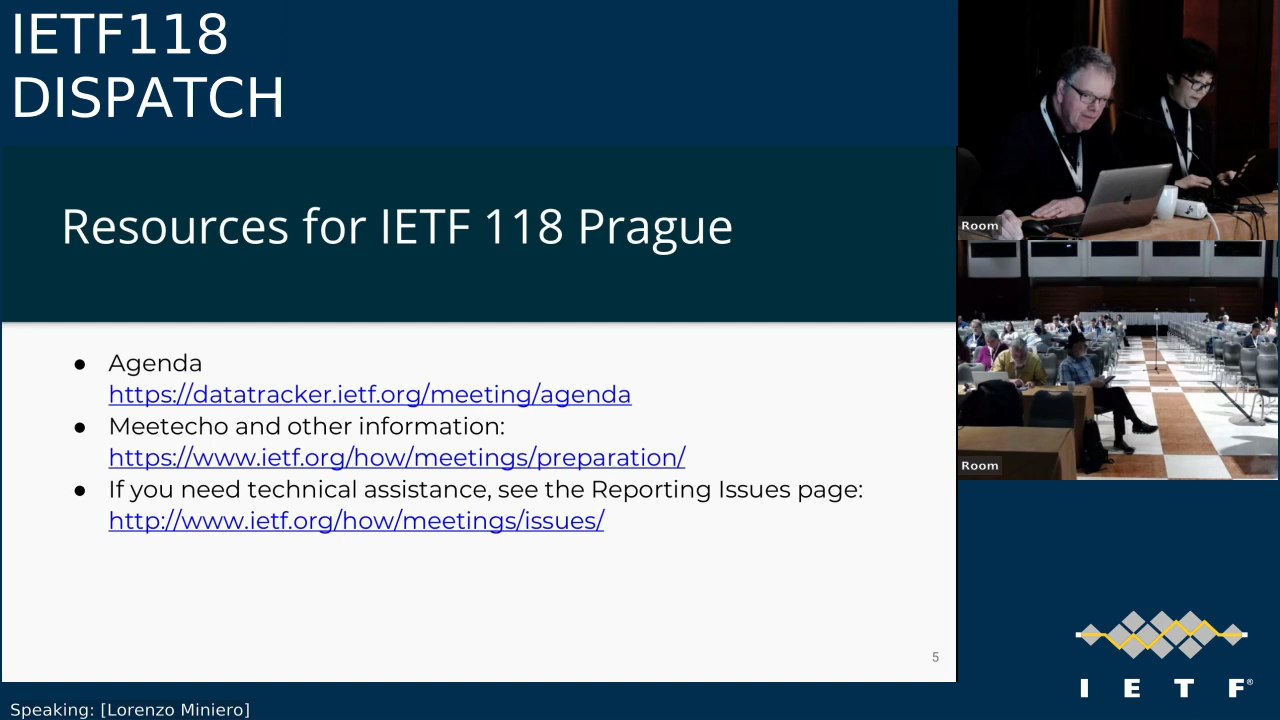 IETF118
DISPATCH
Resources for IETF 118 Prague
● Agenda
https://datatracker.ietf.org/meeting/agenda
● Meetecho and other information:
https://www.ietf.org/how/meetings/preparation/
● If you need technical assistance, see the Reporting Issues page:
http://www.ietf.org/how/meetings/issues/
5
Room
Room
I E T F®
Speaking: [Lorenzo Miniero]